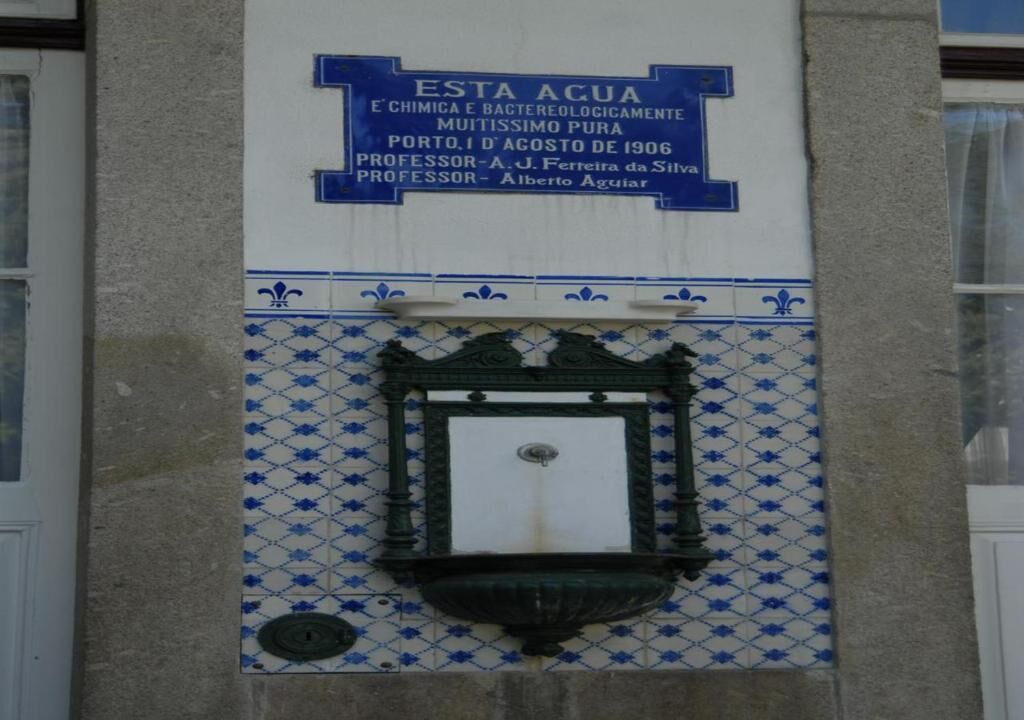 ESTA AGUA
E' CHIMICA E BACTEREOLOGICAMENTE
MUITISSIMO PURA
PORTO, 1 D'AGOSTO DE 1906
PROFESSOR-A. J. Ferreira da Silva
PROFESSOR- Alberto Aguiar